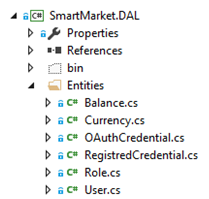 SmartMarket.DAL
Properties
References
bin
Entities
C# Balance.cs
C# Currency.cs
C# OAuthCredential.cs
C# RegistredCredential.cs
C# Role.cs
C# User.cs